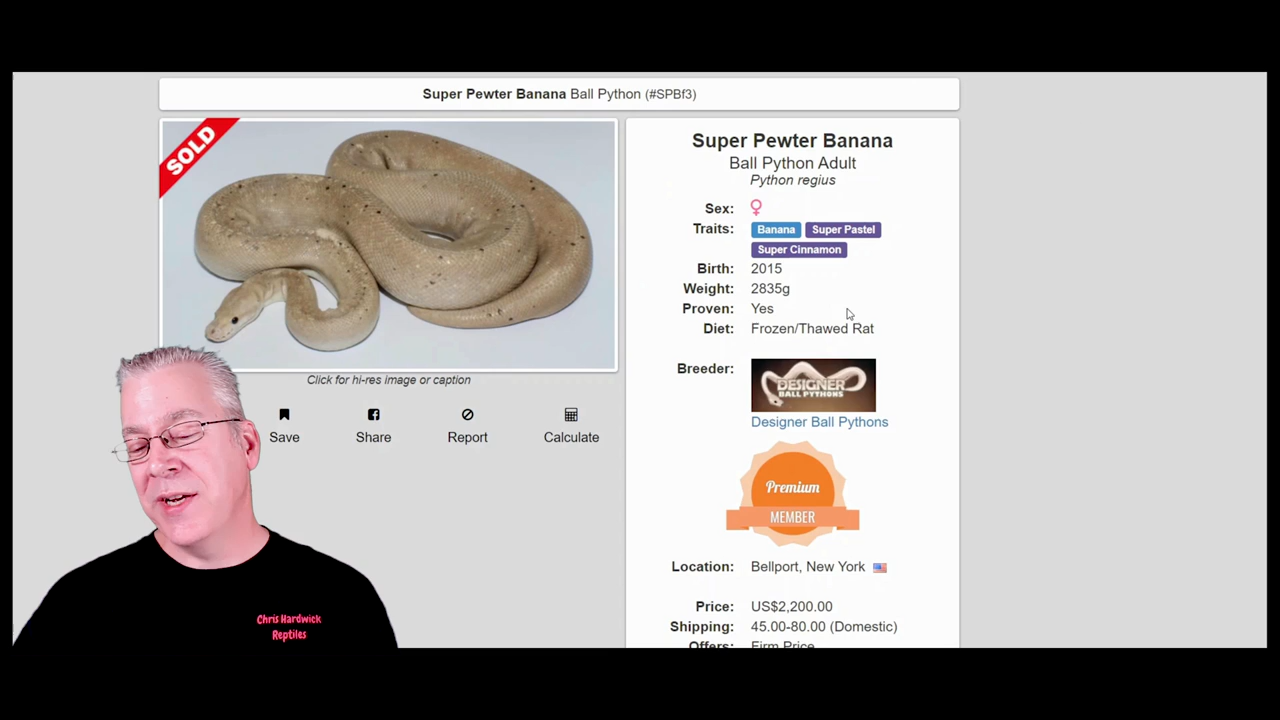 Super Pewter Banana Ball Python (#SPBf3)
SOLD
Click for hi-res image or caption
Save
Share
Report
Calculate
Super Pewter Banana
Ball Python Adult
Python regius
Sex: ♀
Traits: Banana Super Pastel
Super Cinnamon
Birth: 2015
Weight: 2835g
Proven: Yes
Diet: Frozen/Thawed Rat
Breeder:
DESIGNER
BALL PYTHONS
Designer Ball Pythons
Premium
MEMBER
Location: Bellport, New York
Price: US$2,200.00
Shipping: 45.00-80.00 (Domestic)
Offers: Firm Price
Chris Hardwick
Reptiles